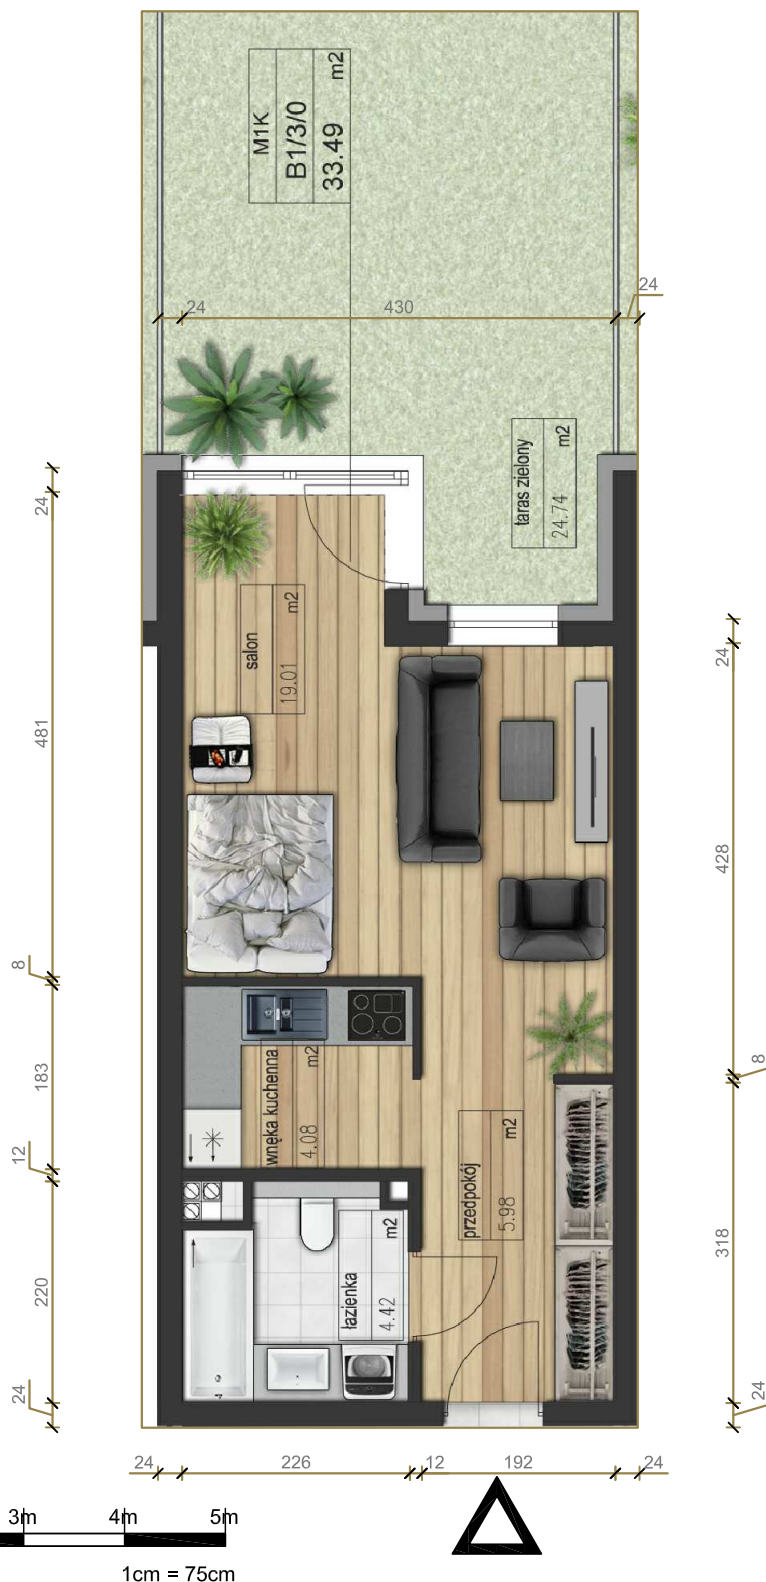 M1K
B1/3/0
33.49 m2
24
430
24
taras zielony
24.74 m2
24
481
8
183
12
220
24
salon
19.01 m2
24
428
8
318
24
wnęka kuchenna
4.08 m2
przedpokój
5.98 m2
łazienka
4.42 m2
24
226
12
192
24
3m 4m 5m
1cm = 75cm